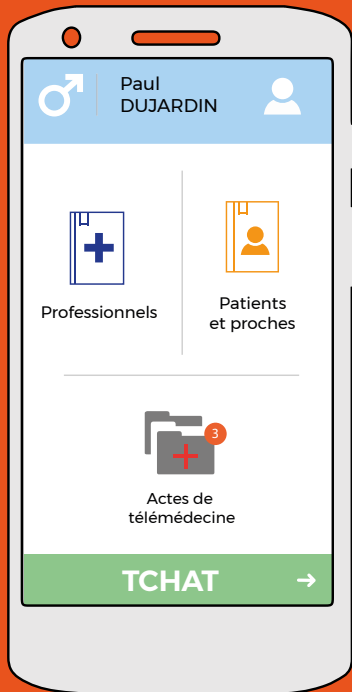 Paul
DUJARDIN
Professionnels
Patients
et proches
3
Actes de
télémédecine
TCHAT